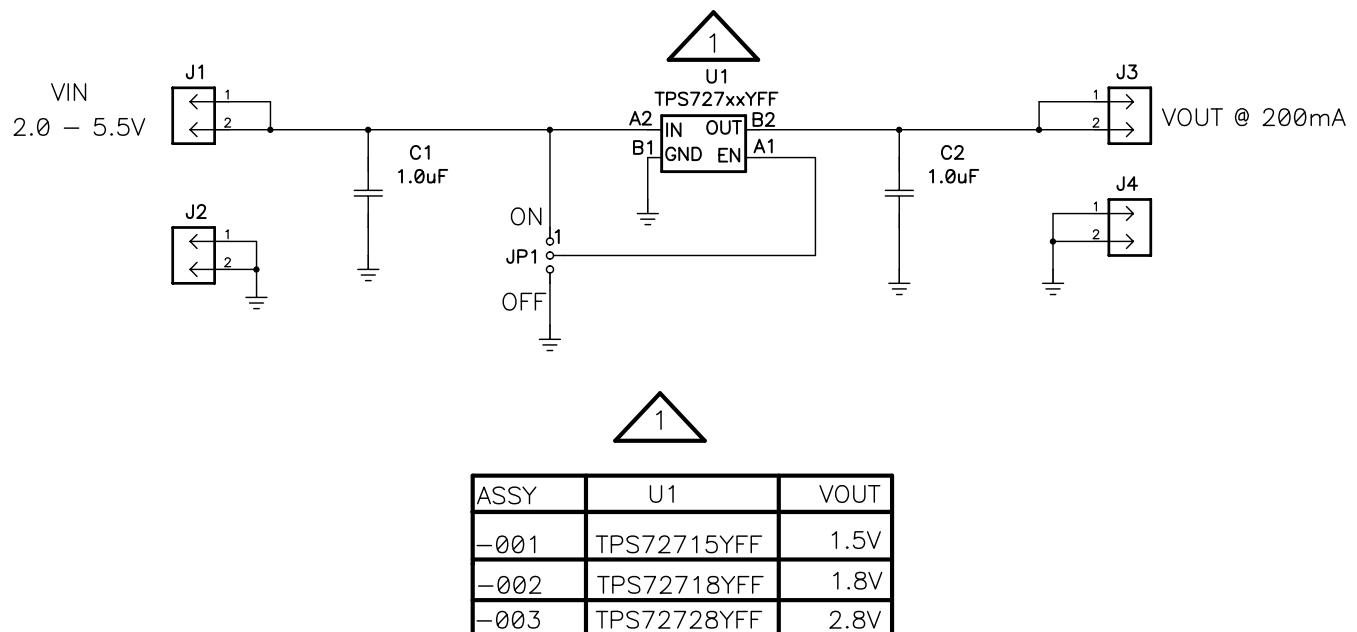 1
U1
TPS727xxYFF
J1
VIN
2.0 – 5.5V
1
2
A2
IN
OUT
B2
B1
GND
EN
A1
C1
1.0uF
C2
1.0uF
J3
1
2
VOUT @ 200mA
J2
1
2
ON
1
JP1
OFF
J4
1
2
1
ASSY U1 VOUT
–001 TPS72715YFF 1.5V
–002 TPS72718YFF 1.8V
–003 TPS72728YFF 2.8V